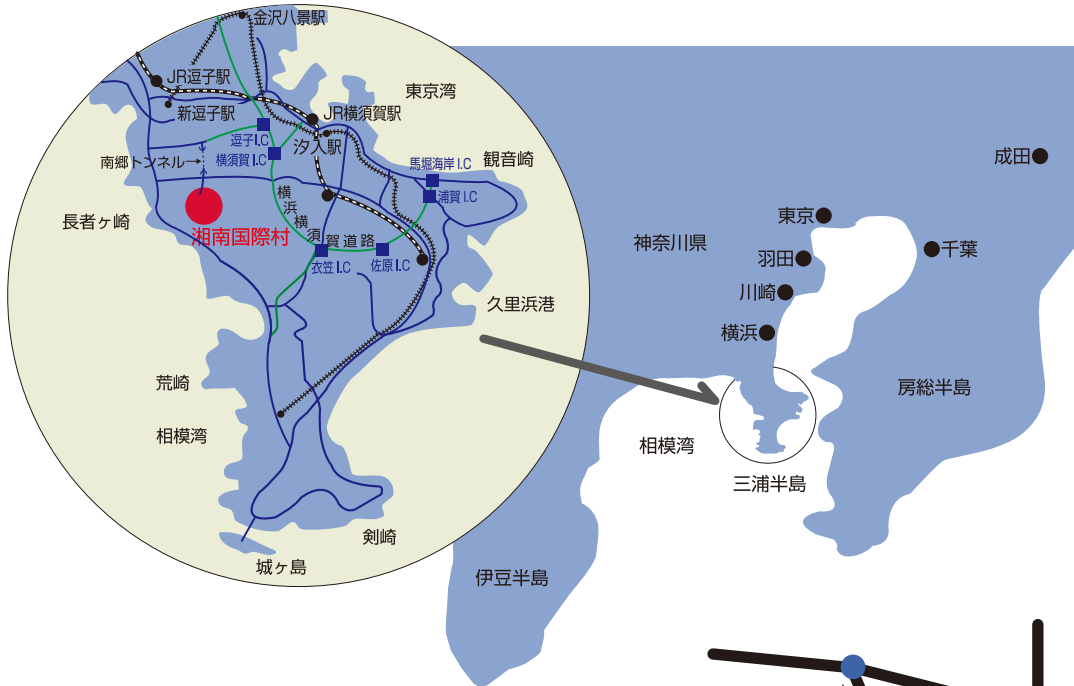 金沢八景駅
JR逗子駅
東京湾
新逗子駅
JR横須賀駅
逗子I.C
汐入駅
横須賀I.C
南郷トンネル→
馬堀海岸I.C
観音崎
浦賀I.C
長者ヶ崎
湘南国際村
横浜横須賀道路
衣笠I.C
佐原I.C
久里浜港
荒崎
相模湾
剣崎
城ヶ島
成田
東京
神奈川県
羽田
千葉
川崎
横浜
房総半島
相模湾
三浦半島
伊豆半島